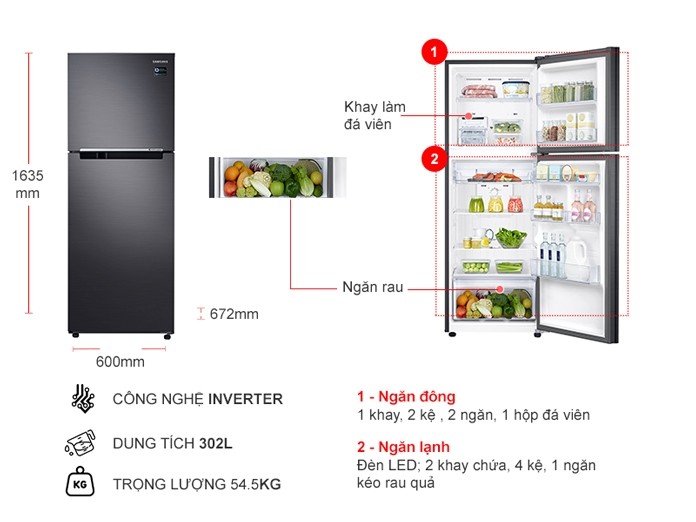 SAMSUNG
1635
mm
600mm
672mm
1
Khay làm
đá viên
2
Ngăn rau
CÔNG NGHỆ INVERTER
DUNG TÍCH 302L
KG
TRỌNG LƯỢNG 54.5KG
1 - Ngăn đông
1 khay, 2 kệ , 2 ngăn, 1 hộp đá viên
2 - Ngăn lạnh
Đèn LED; 2 khay chứa, 4 kệ, 1 ngăn
kéo rau quả